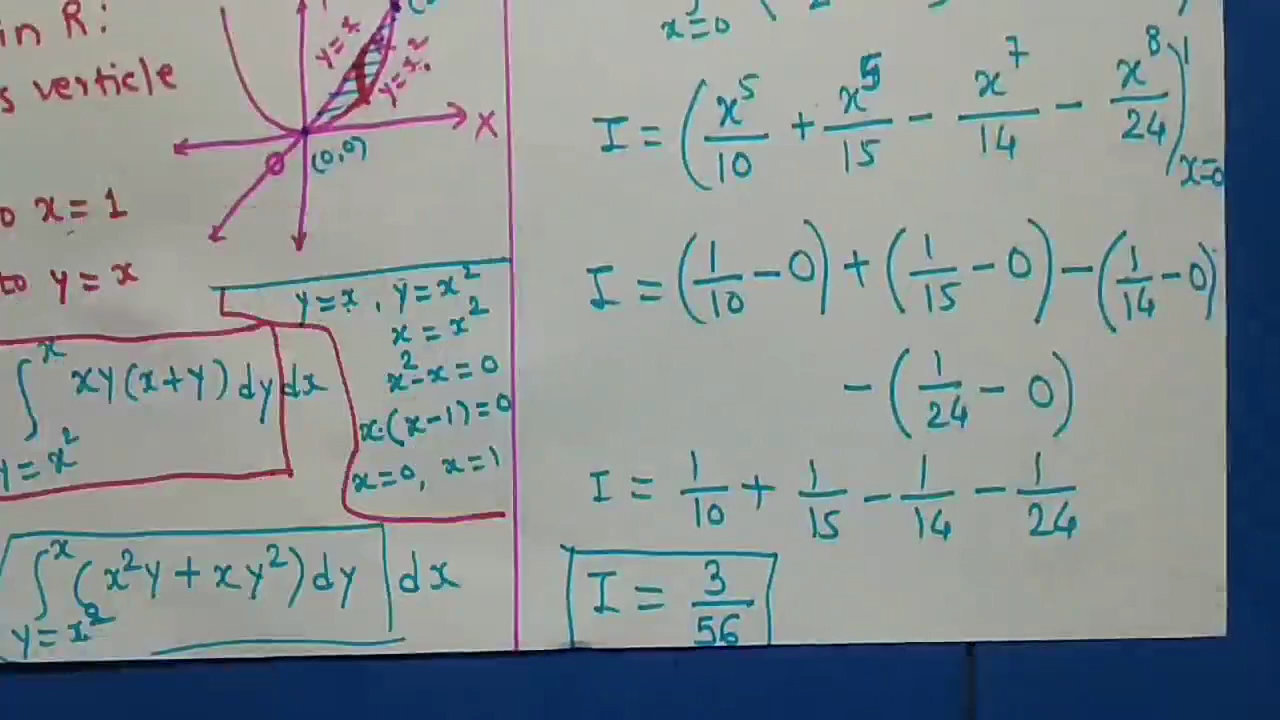 in R:
s verticle
o x = 1
to y = x
y = x
y = x²
X
(0,0)
y = x , y = x²
x = x²
x² - x = 0
x·(x-1) = 0
x = 0, x = 1
∫_{y=x²}^{x} xy(x+y) dy dx
∫_{y=x²}^{x} (x²y + xy²) dy dx
x=0
I = (x⁵/10 + x⁵/15 - x⁷/14 - x⁸/24)¦_{x=0}^{1}
I = (1/10 - 0) + (1/15 - 0) - (1/14 - 0)
- (1/24 - 0)
I = 1/10 + 1/15 - 1/14 - 1/24
I = 3/56